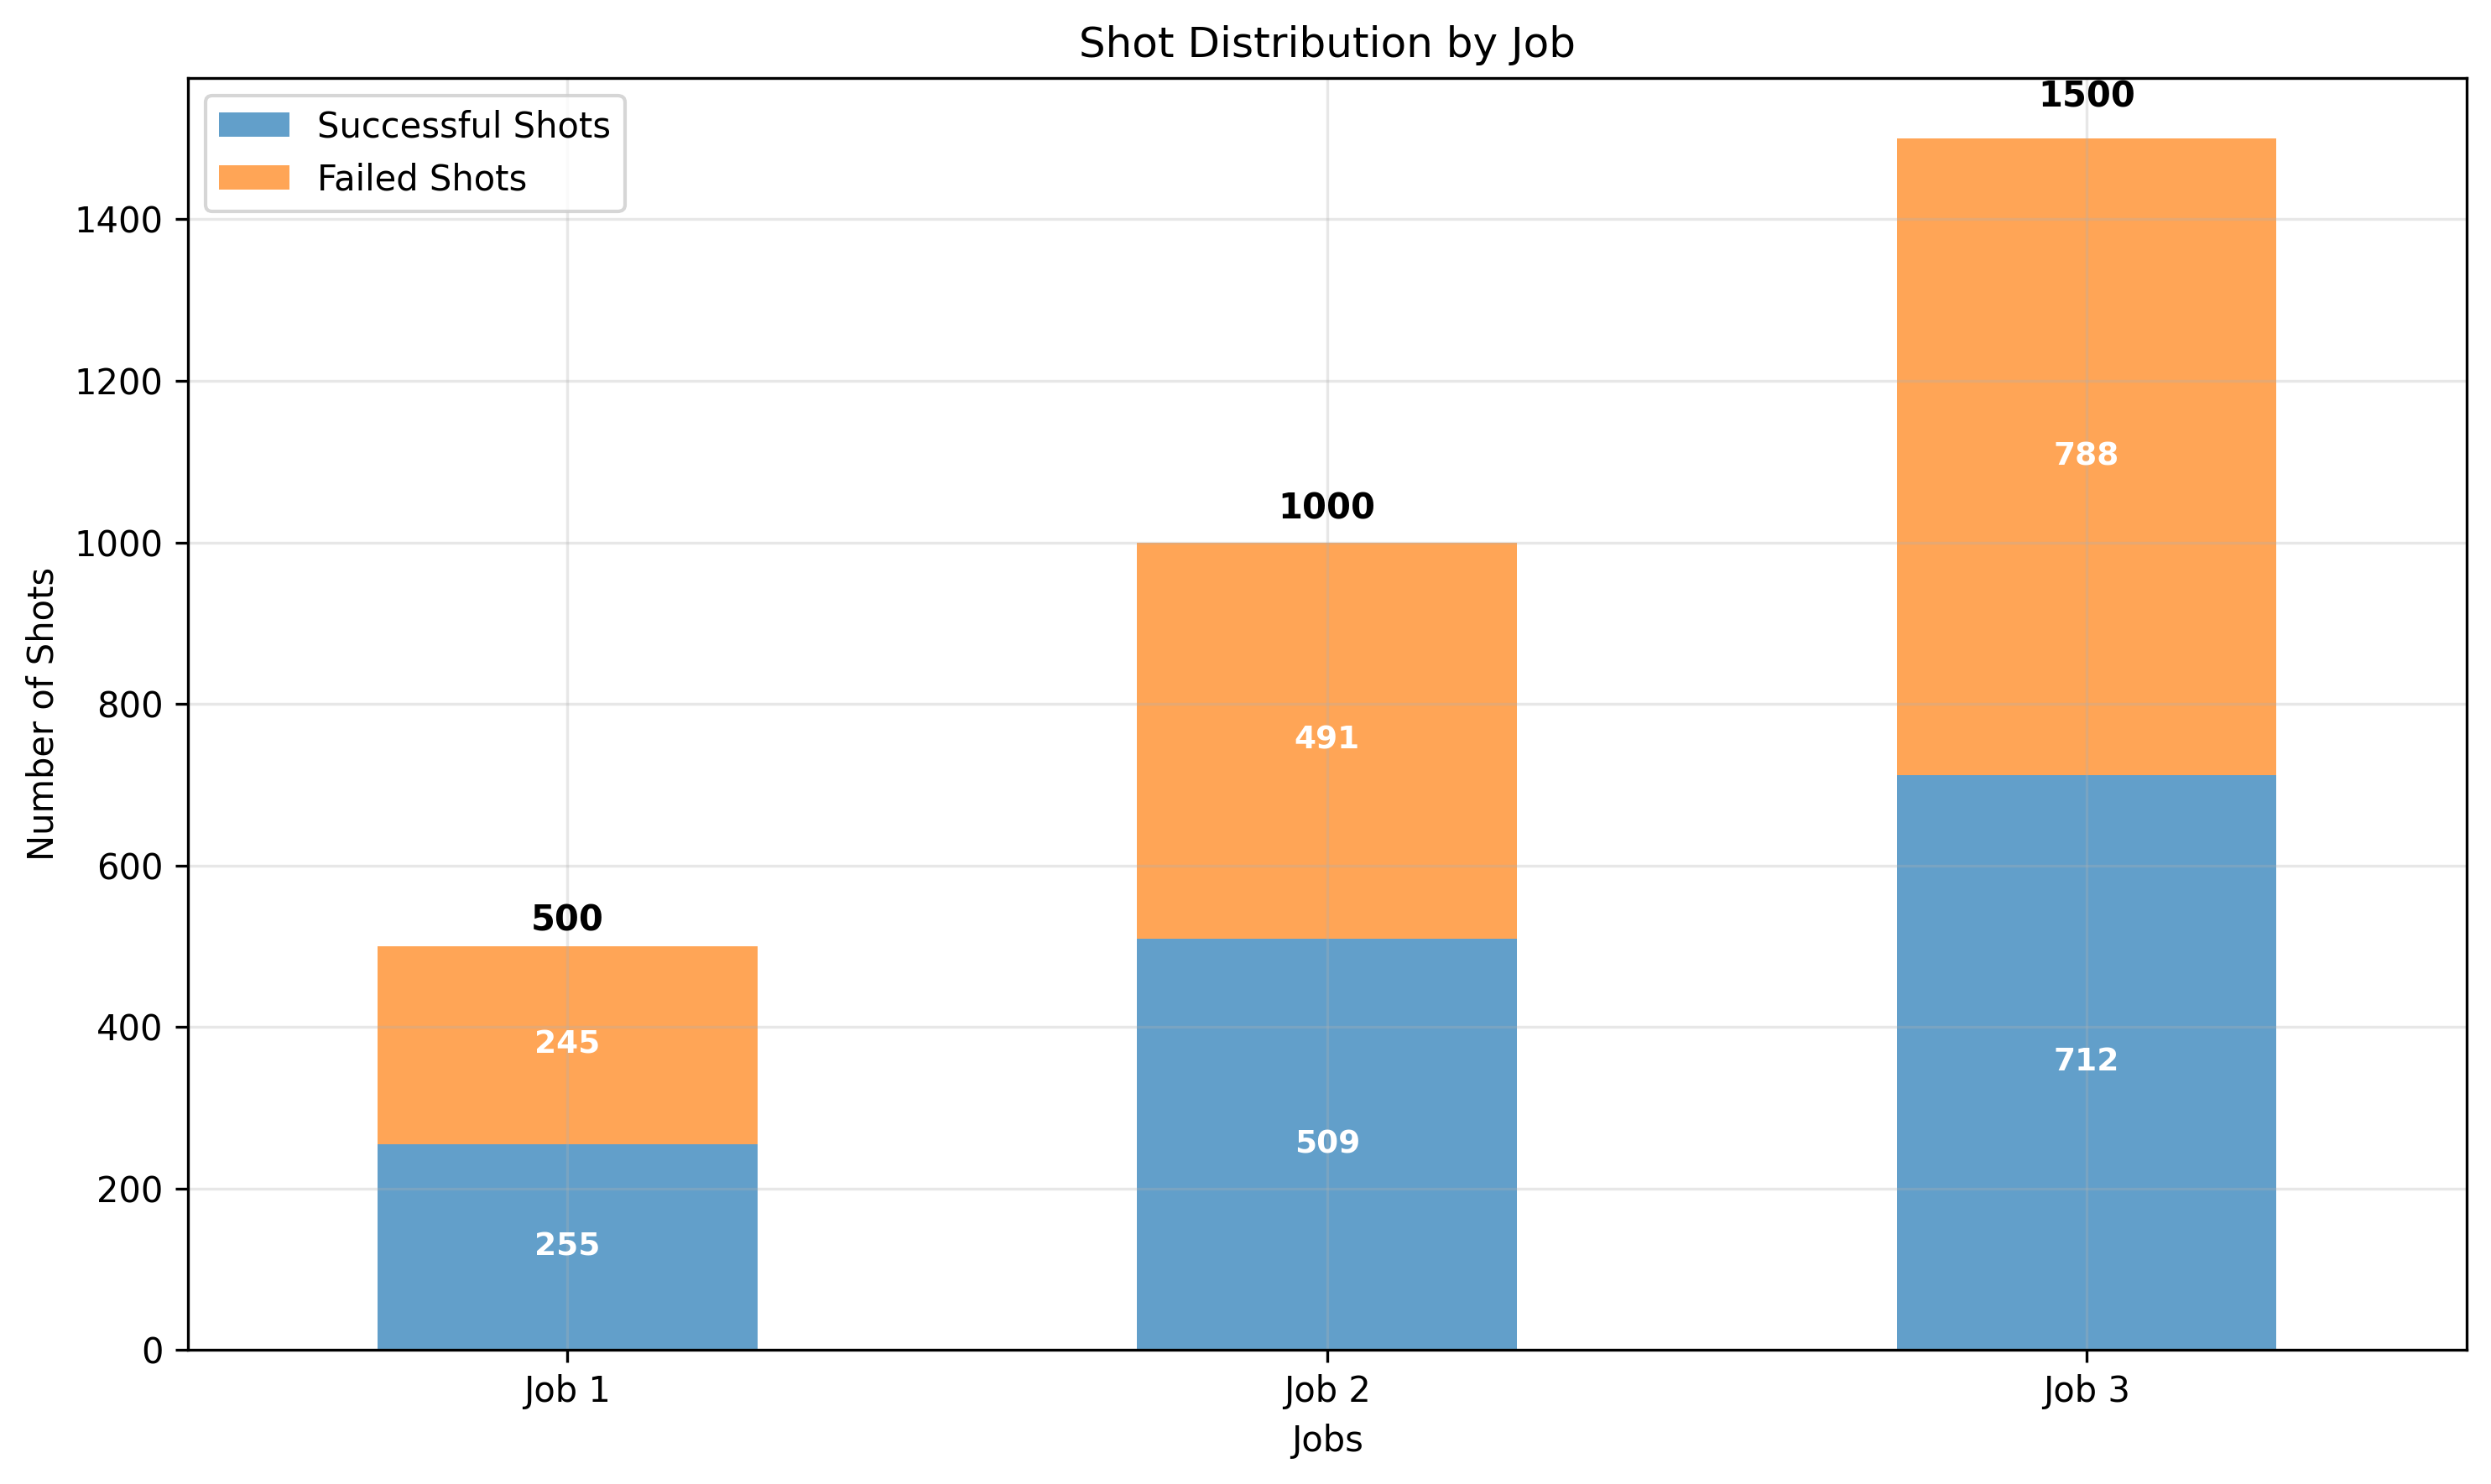 Shot Distribution by Job
Successful Shots
Failed Shots
Number of Shots
1400
1200
1000
800
600
400
200
0
500
245
255
1000
491
509
1500
788
712
Job 1
Job 2
Job 3
Jobs